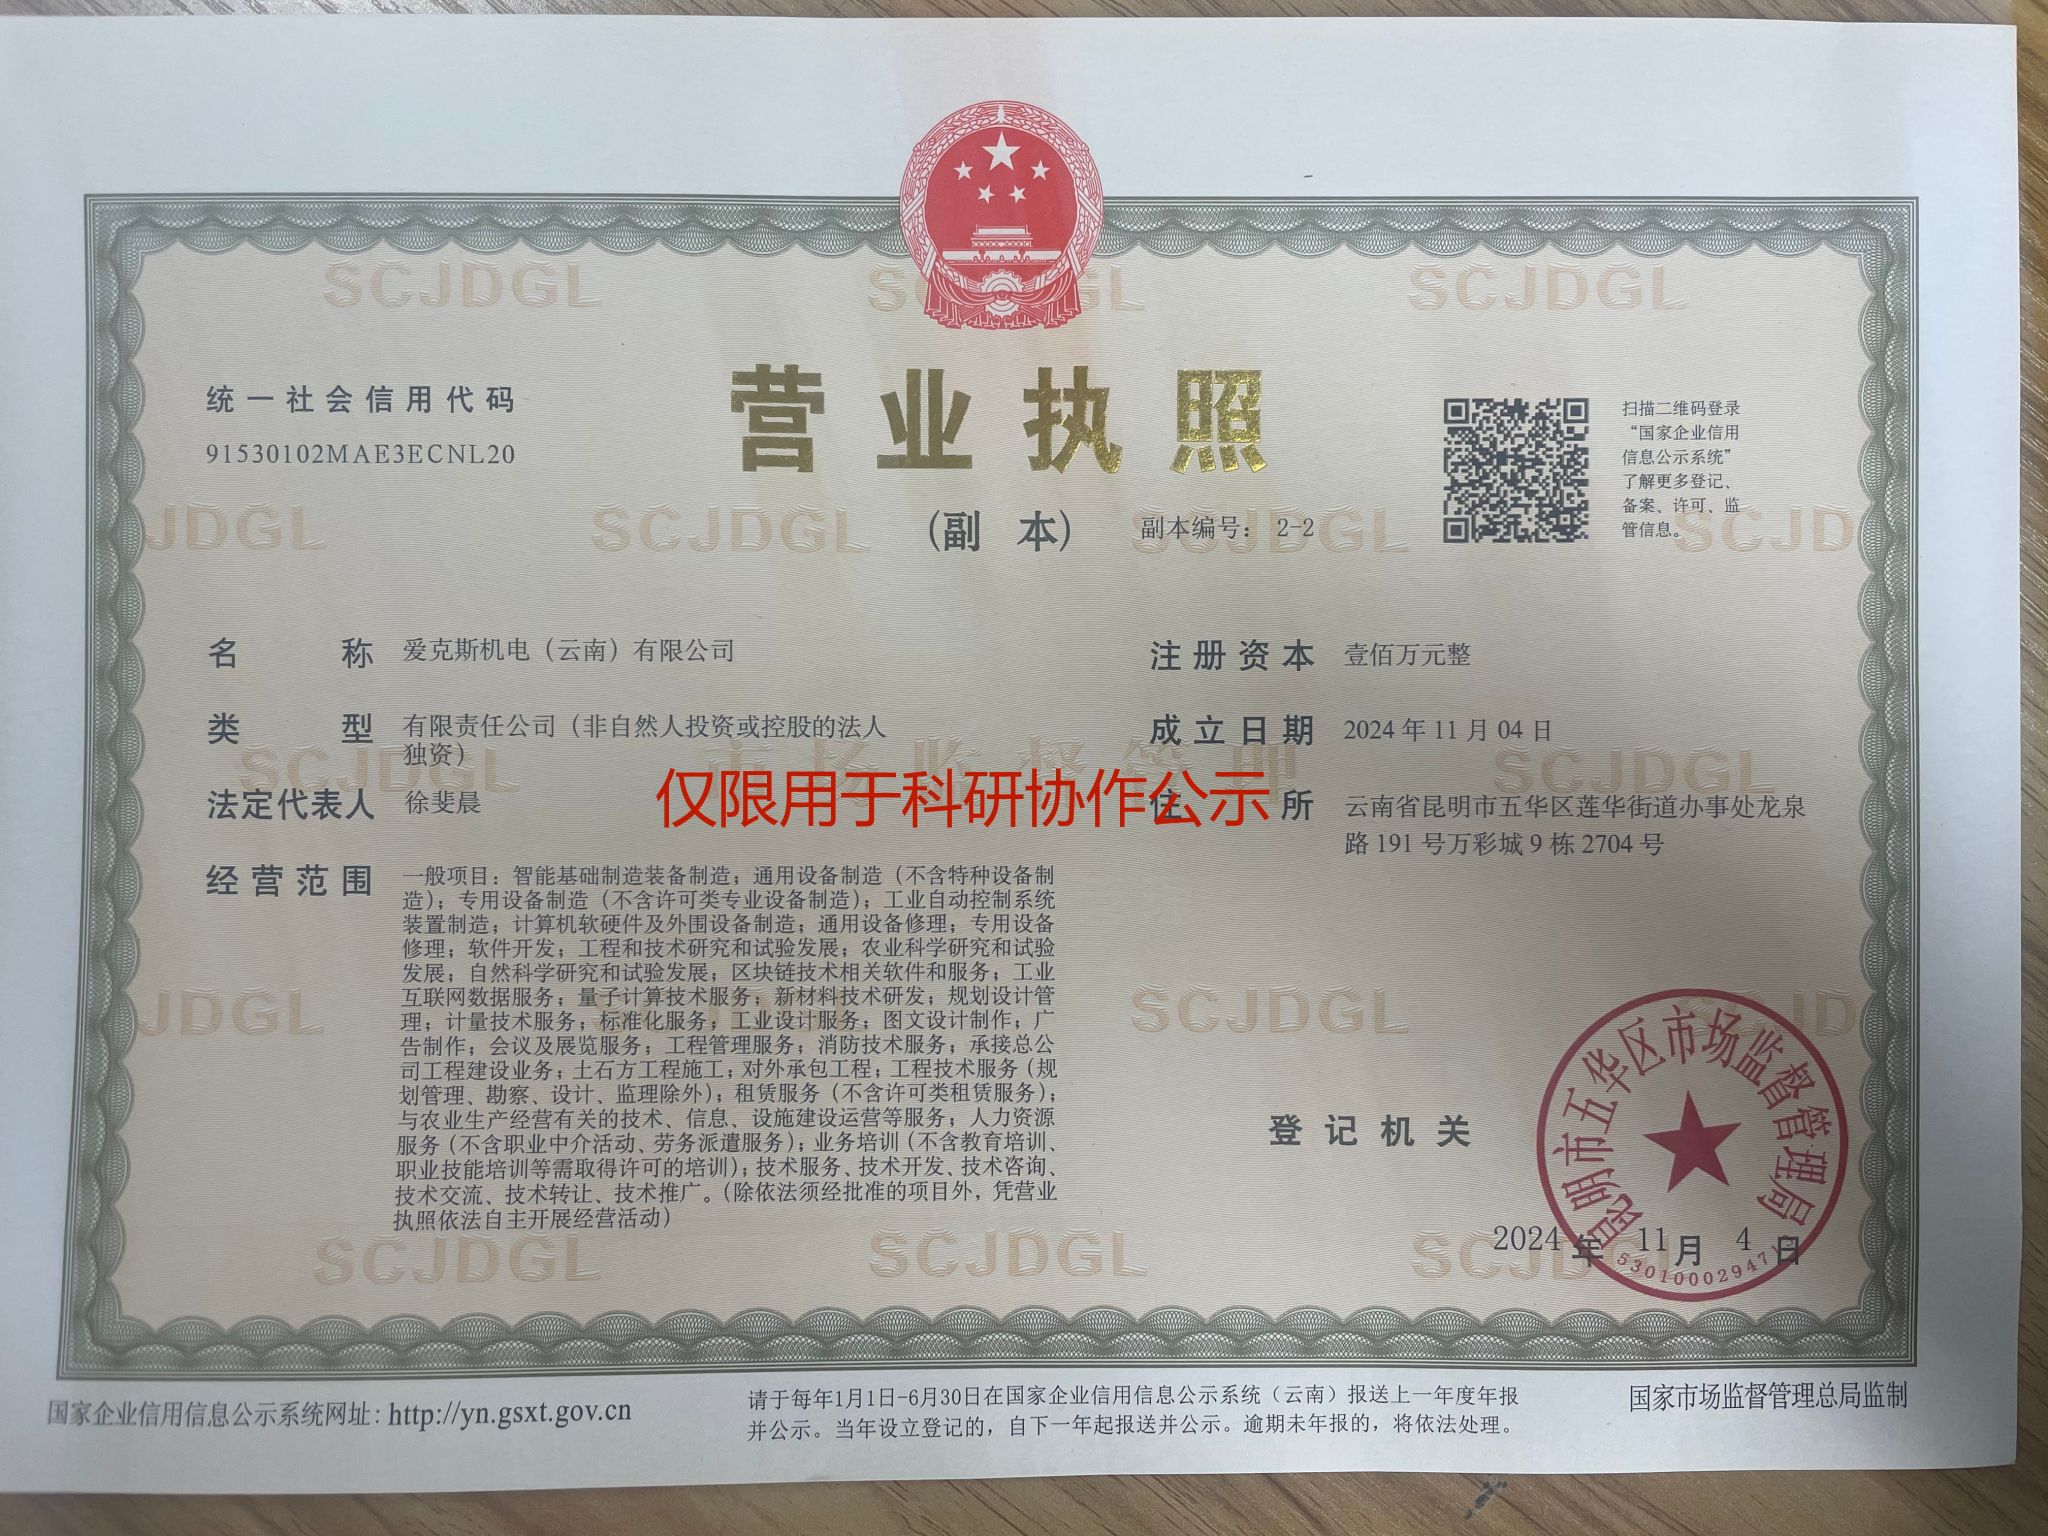 统一社会信用代码
91530102MAE3ECNL20
营业执照
(副 本)
副本编号： 2-2
扫描二维码登录
“国家企业信用
信息公示系统”
了解更多登记、
备案、许可、监
管信息。
名 称 爱克斯机电（云南）有限公司
类 型 有限责任公司（非自然人投资或控股的法人
独资）
法定代表人 徐斐晨
经营范围 一般项目：智能基础制造装备制造；通用设备制造（不含特种设备制
造）；专用设备制造（不含许可类专业设备制造）；工业自动控制系统
装置制造；计算机软硬件及外围设备制造；通用设备修理；专用设备
修理；软件开发；工程和技术研究和试验发展；农业科学研究和试验
发展；自然科学研究和试验发展；区块链技术相关软件和服务；工业
互联网数据服务；量子计算技术服务；新材料技术研发；规划设计管
理；计量技术服务；标准化服务；工业设计服务；图文设计制作；广
告制作；会议及展览服务；工程管理服务；消防技术服务；承接总公
司工程建设业务；土石方工程施工；对外承包工程；工程技术服务（规
划管理、勘察、设计、监理除外）；租赁服务（不含许可类租赁服务）；
与农业生产经营有关的技术、信息、设施建设运营等服务；人力资源
服务（不含职业中介活动、劳务派遣服务）；业务培训（不含教育培训、
职业技能培训等需取得许可的培训）；技术服务、技术开发、技术咨询、
技术交流、技术转让、技术推广。（除依法须经批准的项目外，凭营业
执照依法自主开展经营活动）
注册资本 壹佰万元整
成立日期 2024 年 11 月 04 日
住 所 云南省昆明市五华区莲华街道办事处龙泉
路 191 号万彩城 9 栋 2704 号
仅限用于科研协作公示
登记机关
昆明市五华区市场监督管理局
2024 年 11 月 4 日
SCJDGL
SCJDGL
SCJDGL
市场监督管理
国家企业信用信息公示系统网址：http://yn.gsxt.gov.cn
请于每年1月1日-6月30日在国家企业信用信息公示系统（云南）报送上一年度年报
并公示。当年设立登记的，自下一年起报送并公示。逾期未年报的，将依法处理。
国家市场监督管理总局监制